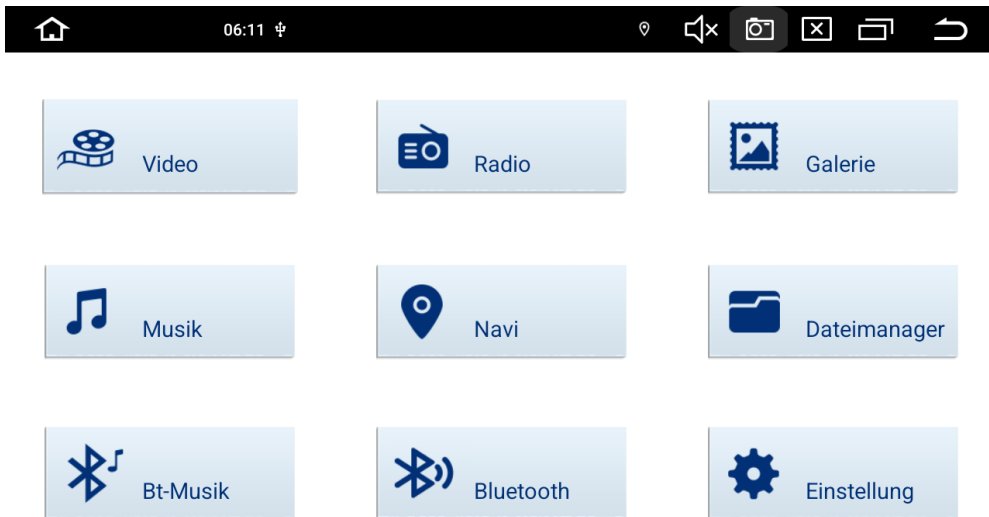 06:11
Video
Radio
Galerie
Musik
Navi
Dateimanager
Bt-Musik
Bluetooth
Einstellung